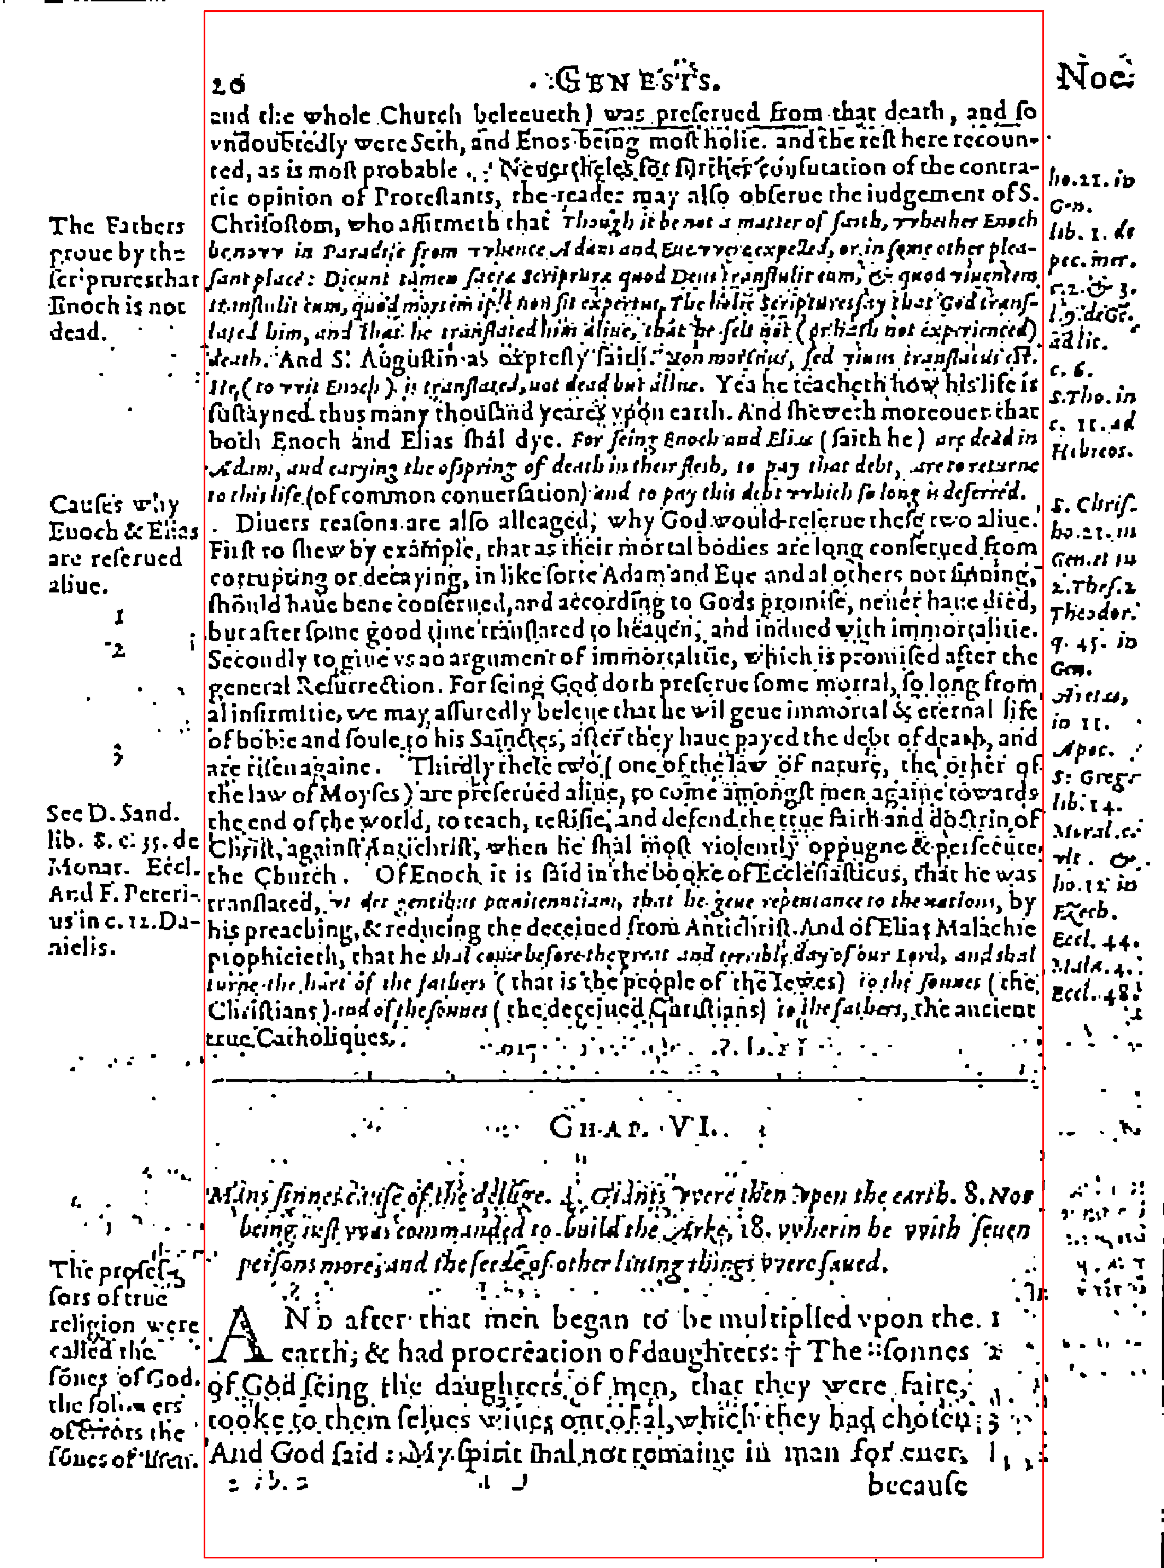 26 GENESIS. Noe.
and the whole Church beleeueth) was preserued from that death, and so
vndoubtedly were Seth, and Enos being most holie. and the rest here recoun-
ted, as is most probable. Neuertheles for further confutation of the contra-
rie opinion of Protestants, the reader may also obserue the iudgement of S.
Chrisostom, who affirmeth that Though it be not a matter of faith, vvhether Enoch
be novv in Paradise from vvhence Adam and Eue vvere expelled, or in some other plea-
sant place: Dicunt tamen sacræ Scripturæ quod Deus transtulit eum, & quod viuentem
transtulit eum, quod mortem ipse non sit expertus, The holie Scriptures say that God trans-
lated him, and that he translated him aliue, that he felt not (or hath not experienced)
death. And S. Augustin as expresly saith: Non mortuus, sed viuus translatus est.
He, (to vvit Enoch) is translated, not dead but aliue. Yea he teacheth how his life is
sustayned thus many thousand yeares vpon earth. And sheweth moreouer that
both Enoch and Elias shal dye. For seing Enoch and Elias (saith he) are dead in
Adam, and carying the ofspring of death in their flesh, to pay that debt, are to returne
to this life (of common conuersation) and to pay this debt vvhich so long is deferred.
Diuers reasons are also alleaged, why God would reserue these two aliue.
First to shew by example, that as their mortal bodies are long conserued from
corrupting or decaying, in like sorte Adam and Eue and al others not sinning,
should haue bene conserued, and according to Gods promise, neuer haue died,
but after some good time translated to heauen, and indued with immortalitie.
Secondly to giue vs an argument of immortalitie, which is promised after the
general Resurrection. For seing God doth preserue some mortal, so long from
al infirmitie, we may assuredly beleue that he wil geue immortal & eternal life
of bodie and soule to his Sainctes, after they haue payed the debt of death, and
are risen againe. Thirdly these two (one of the law of nature, the other of
the law of Moyses) are preserued aliue, to come amongst men againe towards
the end of the world, to teach, testifie, and defend the true faith and doctrin of
Christ, against Antichrist, when he shal most violently oppugne & persecute
the Church. Of Enoch it is said in the booke of Ecclesiasticus, that he was
translated, vt det gentibus pœnitentiam, that he geue repentance to the nations, by
his preaching, & reducing the deceiued from Antichrist. And of Elias Malachie
prophicieth, that he shal come before the great and terrible day of our Lord, and shal
turne the hart of the fathers (that is the people of the Iewes) to the sonnes (the
Christians) and of the sonnes (the deceiued Christians) to the fathers, the ancient
true Catholiques.
The Fathers
proue by the
scriptures that
Enoch is not
dead.
Causes why
Enoch & Elias
are reserued
aliue.
1
2
3
See D. Sand.
lib. 8. c. 35. de
Monar. Eccl.
And F. Pereri-
us in c. 12. Da-
nielis.
ho. 21. in
Gen.
lib. 1. de
pec. mer.
c. 2. & 3.
l. 9. de Gē.
ad lit.
c. 6.
S. Tho. in
c. 11. ad
Hebreos.
S. Chris.
ho. 21. in
Gen. et in
2. Thes. 2
Theodor.
q. 45. in
Gen.
Aretas,
in 11.
Apoc.
S. Grego
lib. 14.
Moral. c.
vlt. &
ho. 12 in
Ezech.
Eccl. 44.
Mala. 4.
Eccl. 48.
CHAP. VI.
Mans sinnes cause of the deluge. 4. Giants vvere then vpon the earth. 8. Noe
being iust vvas commanded to build the Arke, 18. vvherin he vvith seuen
persons more, and the seede of other liuing things vvere saued.
AND after that men began to be multiplied vpon the 1
earth, & had procreation of daughters: † The :: sonnes 2
of God seing the daughters of men, that they were faire,
tooke to them selues wiues out of al, which they had chosen. 3
And God said: My spirit shal not remaine in man for euer,
because
The profes-
sors of true
religion were
called the
sōnes of God.
the folowers
of errors the
sōnes of men.